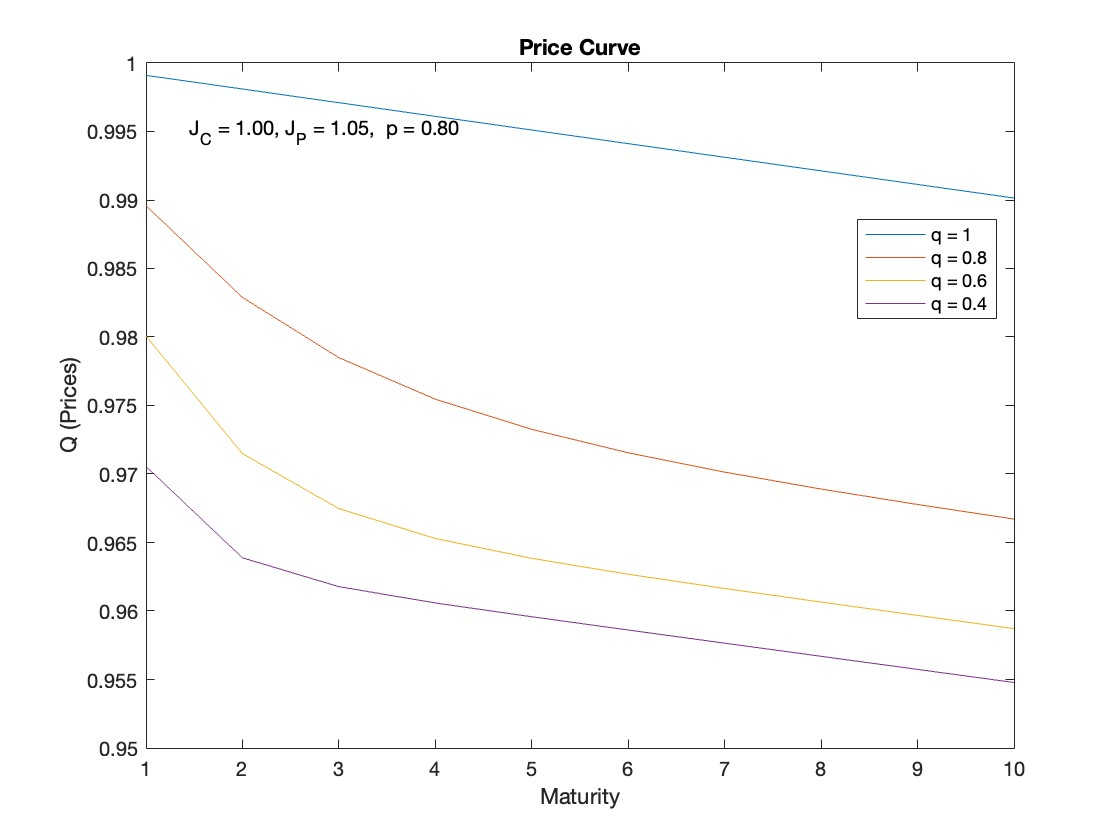 Price Curve
1
0.995
0.99
0.985
0.98
0.975
0.97
0.965
0.96
0.955
0.95
Q (Prices)
J_C = 1.00, J_P = 1.05, p = 0.80
q = 1
q = 0.8
q = 0.6
q = 0.4
1 2 3 4 5 6 7 8 9 10
Maturity